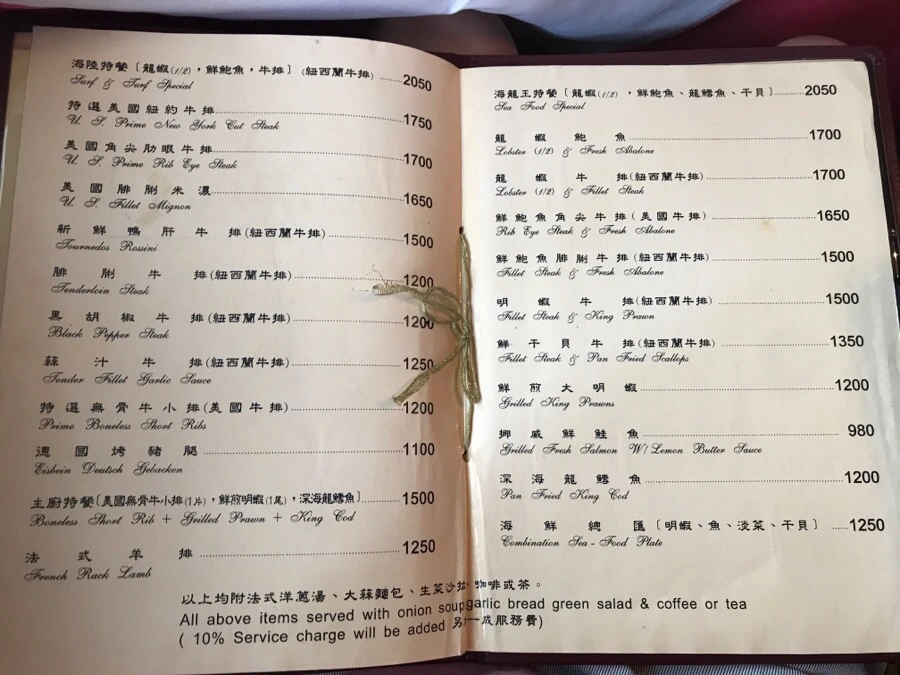 海陸特餐〔龍蝦(1/2)，鮮鮑魚，牛排〕(紐西蘭牛排) ........2050
Surf & Turf Special
特選美國紐約牛排........1750
U. S. Prime New York Cut Steak
美國角尖肋眼牛排........1700
U. S. Prime Rib Eye Steak
美國腓脷米濃........1650
U. S. Fillet Mignon
新鮮鴨肝牛排(紐西蘭牛排)........1500
Tournedos Rossini
腓脷牛排(紐西蘭牛排)........1200
Tenderloin Steak
黑胡椒牛排(紐西蘭牛排)........1200
Black Pepper Steak
蒜汁牛排(紐西蘭牛排)........1250
Tender Fillet Garlic Sauce
特選無骨牛小排(美國牛排)........1200
Prime Boneless Short Ribs
德國烤豬腿........1100
Eisbein Deutsch Gebacken
主廚特餐〔美國無骨牛小排(1片)，鮮煎明蝦(1尾)，深海龍鱈魚〕........1500
Boneless Short Rib + Grilled Prawn + King Cod
法式羊排........1250
French Rack Lamb
海龍王特餐〔龍蝦(1/2)，鮮鮑魚、龍鱈魚、干貝〕........2050
Sea Food Special
龍蝦鮑魚........1700
Lobster (1/2) & Fresh Abalone
龍蝦牛排(紐西蘭牛排)........1700
Lobster (1/2) & Fillet Steak
鮮鮑魚角尖牛排(美國牛排)........1650
Rib Eye Steak & Fresh Abalone
鮮鮑魚腓脷牛排(紐西蘭牛排)........1500
Fillet Steak & Fresh Abalone
明蝦牛排(紐西蘭牛排)........1500
Fillet Steak & King Prawn
鮮干貝牛排(紐西蘭牛排)........1350
Fillet Steak & Pan Fried Scallops
鮮煎大明蝦........1200
Grilled King Prawns
挪威鮮鮭魚........980
Grilled Fresh Salmon W/Lemon Butter Sauce
深海龍鱈魚........1200
Pan Fried King Cod
海鮮總匯〔明蝦、魚、淡菜、干貝〕.....1250
Combination Sea-Food Plate
以上均附法式洋蔥湯、大蒜麵包、生菜沙拉、咖啡或茶。
All above items served with onion soup garlic bread green salad & coffee or tea
( 10% Service charge will be added 另一成服務費)